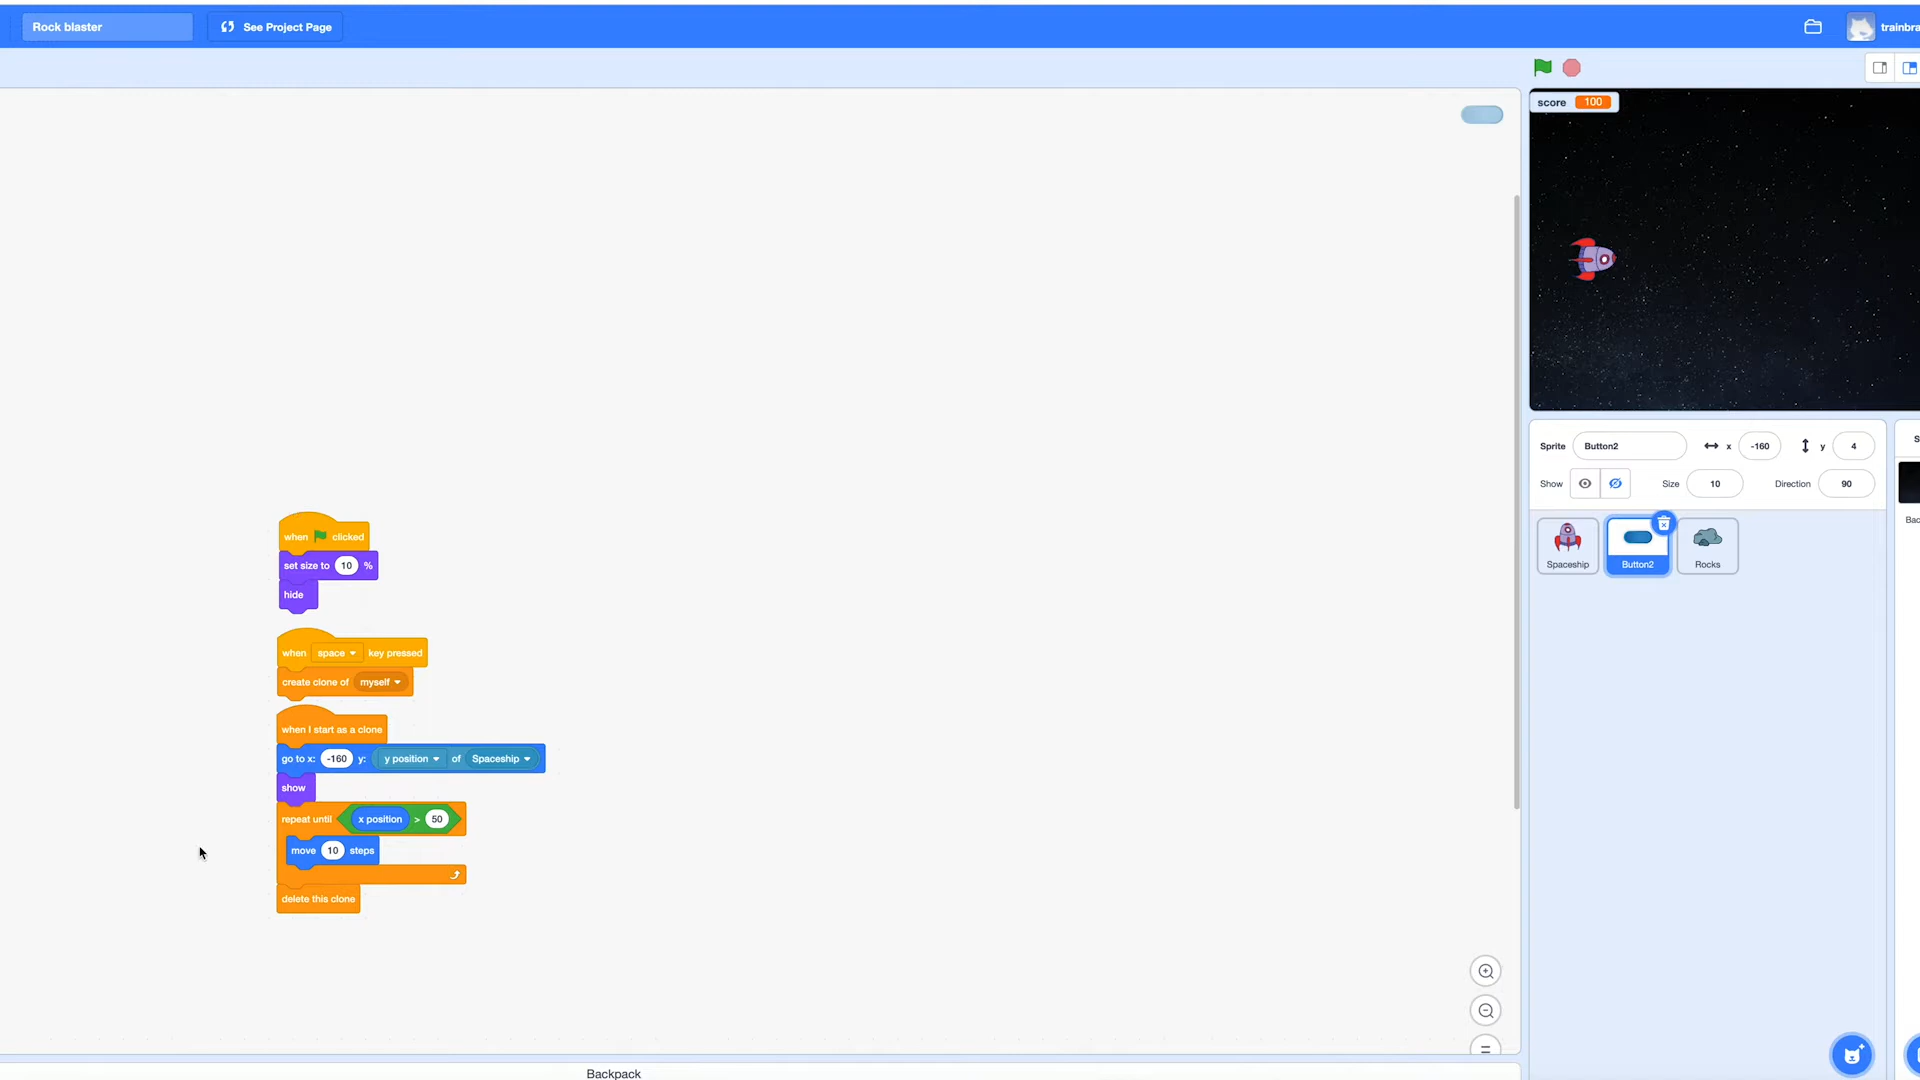 Rock blaster
See Project Page
trainbra
score 100
Sprite Button2 x -160 y 4
Show Size 10 Direction 90
Spaceship Button2 Rocks
when clicked
set size to 10 %
hide
when space key pressed
create clone of myself
when I start as a clone
go to x: -160 y: y position of Spaceship
show
repeat until x position > 50
move 10 steps
delete this clone
Backpack
S
Bac